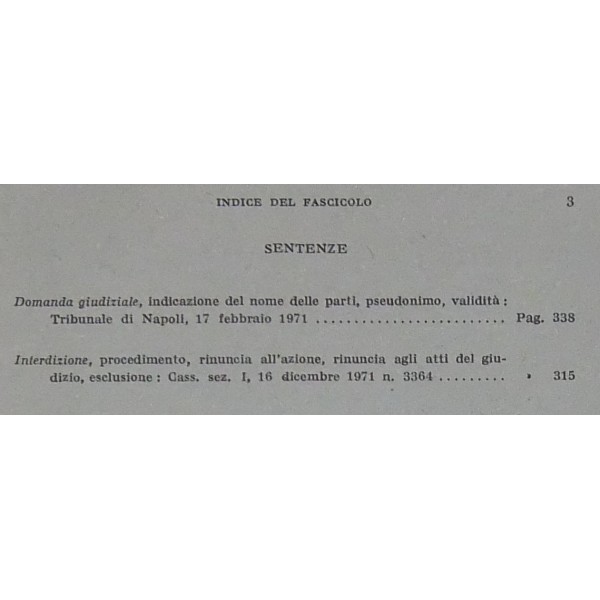 INDICE DEL FASCICOLO 3
SENTENZE
Domanda giudiziale, indicazione del nome delle parti, pseudonimo, validità :
Tribunale di Napoli, 17 febbraio 1971 ........................ Pag. 338
Interdizione, procedimento, rinuncia all'azione, rinuncia agli atti del giu-
dizio, esclusione : Cass. sez. I, 16 dicembre 1971 n. 3364 ......... » 315